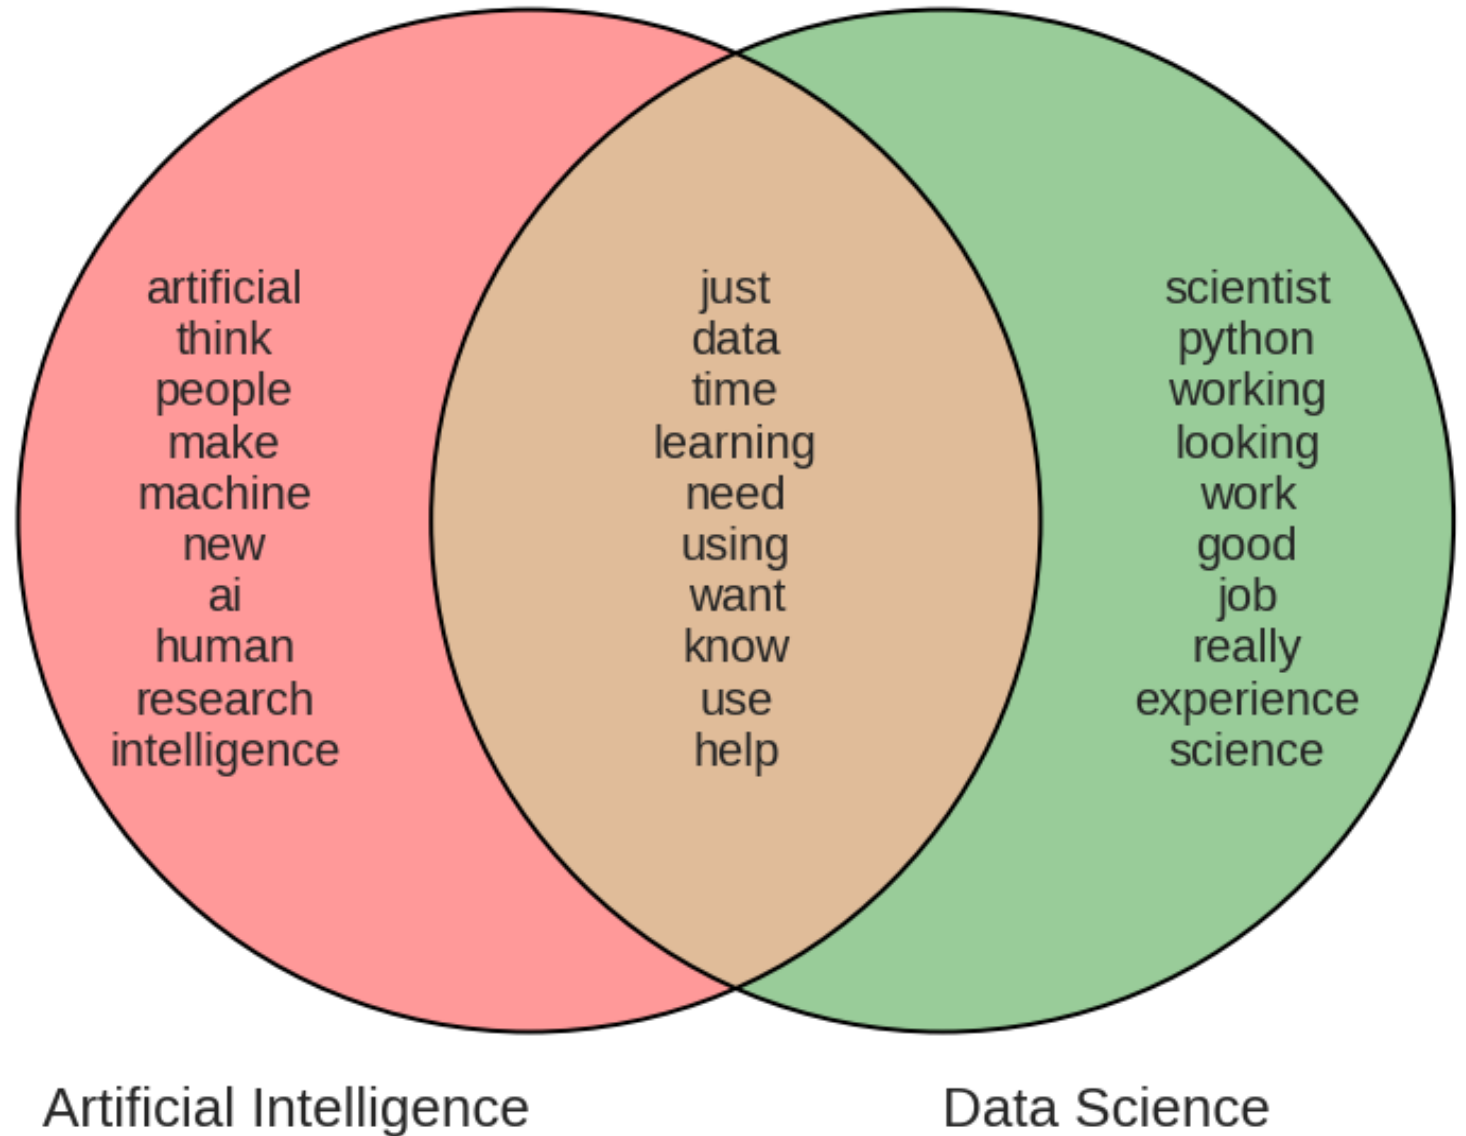 artificial
think
people
make
machine
new
ai
human
research
intelligence
just
data
time
learning
need
using
want
know
use
help
scientist
python
working
looking
work
good
job
really
experience
science
Artificial Intelligence
Data Science